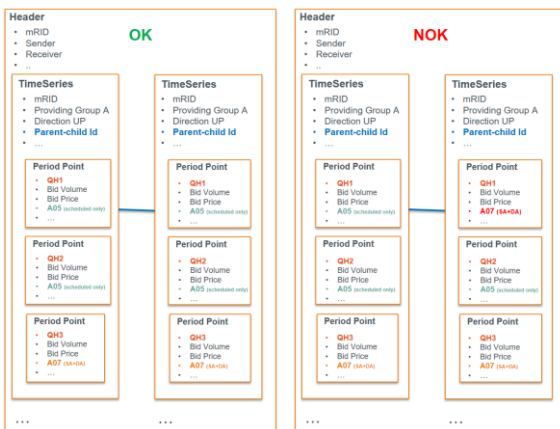 Header
OK
• mRID
• Sender
• Receiver
• ..
TimeSeries
• mRID
• Providing Group A
• Direction UP
• Parent-child Id
• ...
Period Point
• QH1
• Bid Volume
• Bid Price
• A05 (scheduled only)
• ...
Period Point
• QH2
• Bid Volume
• Bid Price
• A05 (scheduled only)
• ...
Period Point
• QH3
• Bid Volume
• Bid Price
• A07 (SA+DA)
• ...
...
TimeSeries
• mRID
• Providing Group A
• Direction UP
• Parent-child Id
• ...
Period Point
• QH1
• Bid Volume
• Bid Price
• A05 (scheduled only)
• ...
Period Point
• QH2
• Bid Volume
• Bid Price
• A05 (scheduled only)
• ...
Period Point
• QH3
• Bid Volume
• Bid Price
• A07 (SA+DA)
• ...
...
Header
NOK
• mRID
• Sender
• Receiver
• ..
TimeSeries
• mRID
• Providing Group A
• Direction UP
• Parent-child Id
• ...
Period Point
• QH1
• Bid Volume
• Bid Price
• A05 (scheduled only)
• ...
Period Point
• QH2
• Bid Volume
• Bid Price
• A05 (scheduled only)
• ...
Period Point
• QH3
• Bid Volume
• Bid Price
• A07 (SA+DA)
• ...
...
TimeSeries
• mRID
• Providing Group A
• Direction UP
• Parent-child Id
• ...
Period Point
• QH1
• Bid Volume
• Bid Price
• A07 (SA+DA)
• ...
Period Point
• QH2
• Bid Volume
• Bid Price
• A05 (scheduled only)
• ...
Period Point
• QH3
• Bid Volume
• Bid Price
• A07 (SA+DA)
• ...
...